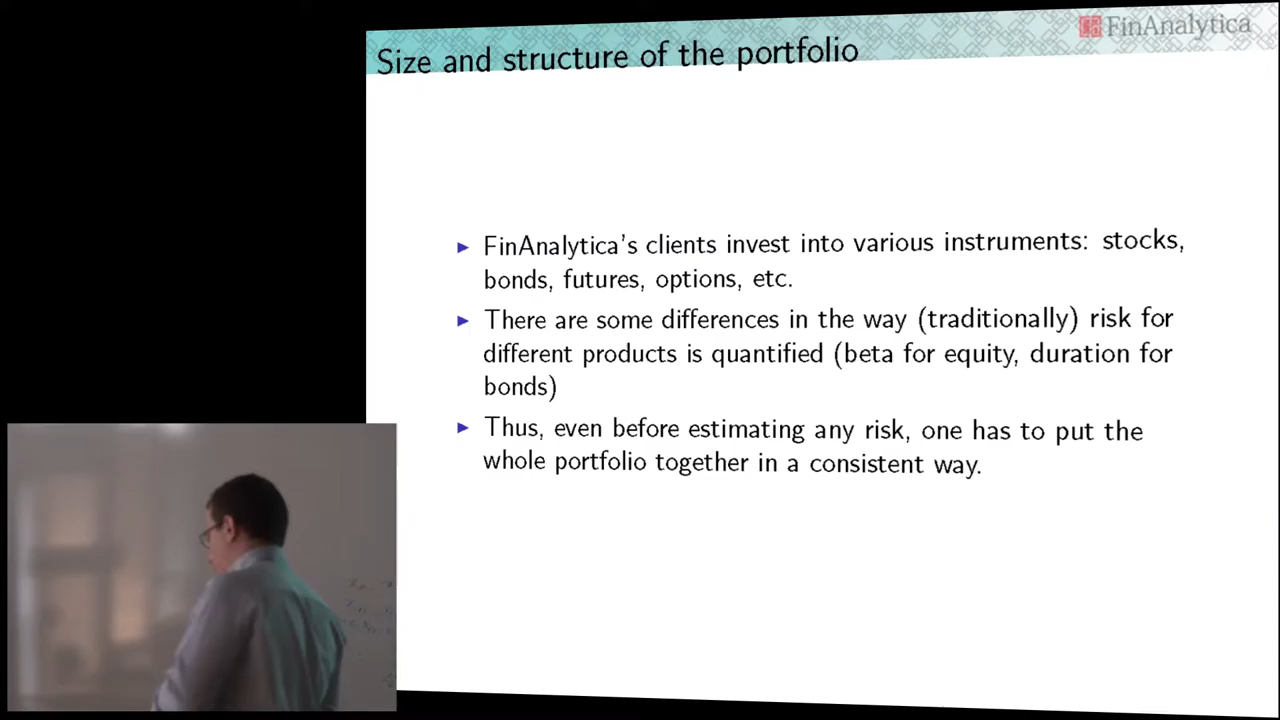 FinAnalytica
Size and structure of the portfolio
▶ FinAnalytica's clients invest into various instruments: stocks,
bonds, futures, options, etc.
▶ There are some differences in the way (traditionally) risk for
different products is quantified (beta for equity, duration for
bonds)
▶ Thus, even before estimating any risk, one has to put the
whole portfolio together in a consistent way.